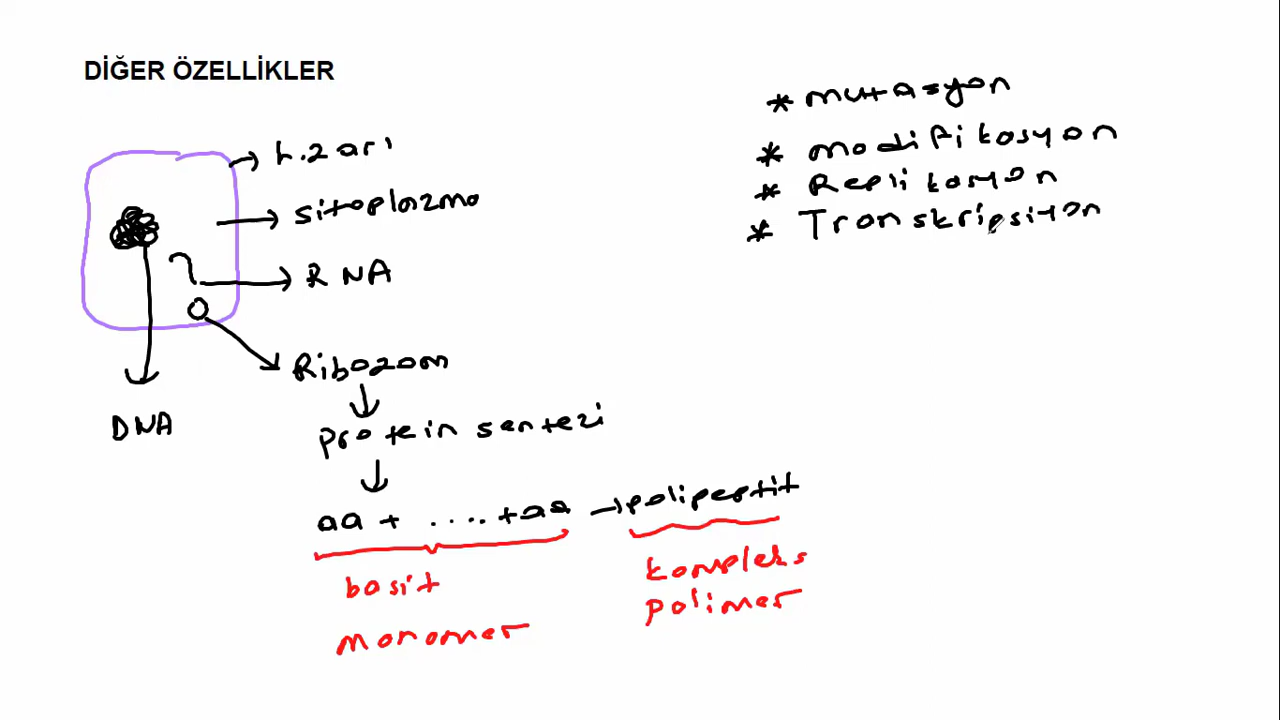 DİĞER ÖZELLİKLER
h.zarı
sitoplazma
RNA
Ribozom
DNA
protein sentezi
aa + ..... + aa → polipeptit
basit
monomer
kompleks
polimer
* mutasyon
* modifikasyon
* Replikasyon
* Transkripsiyon